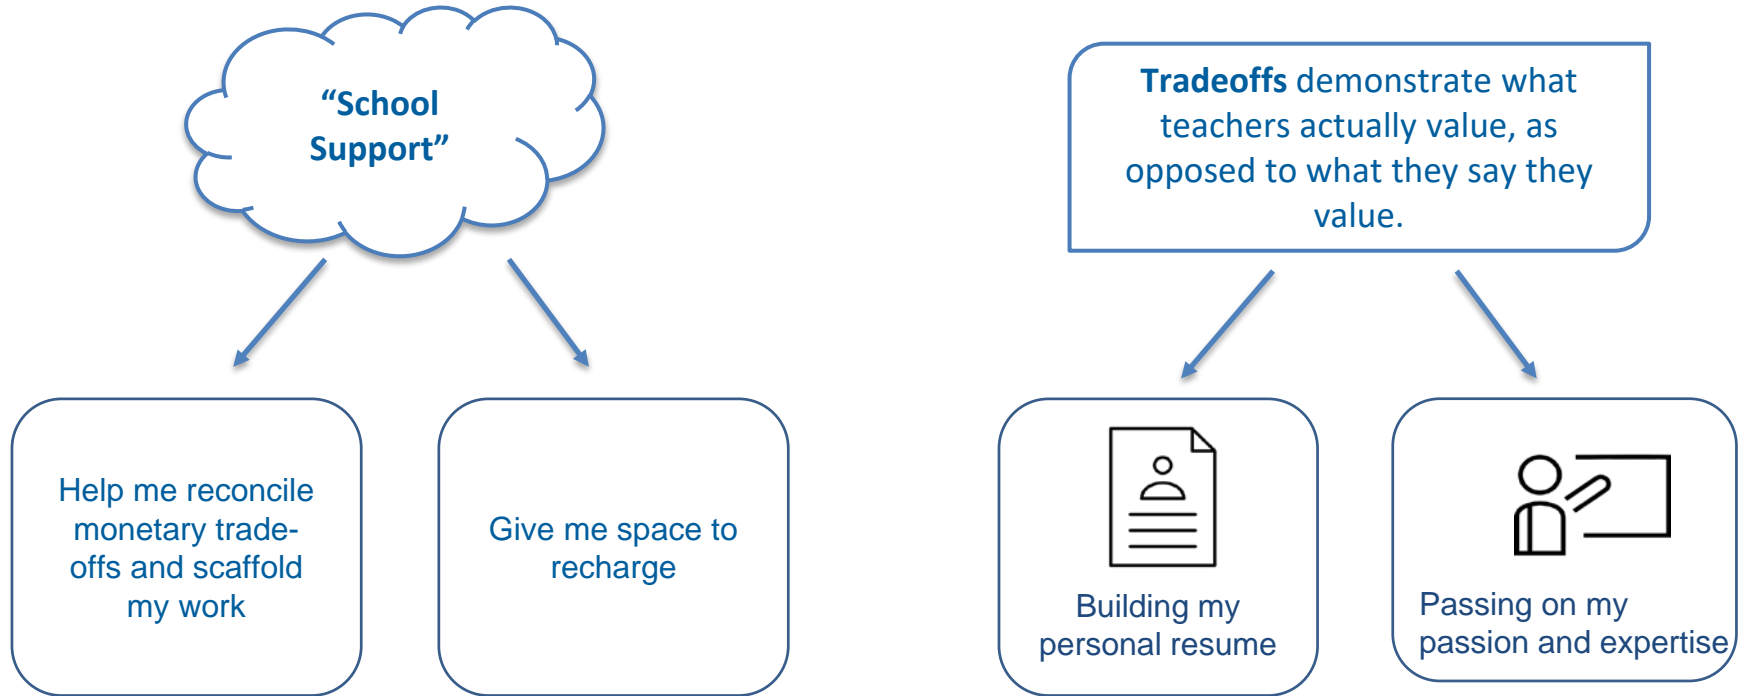 “School
Support”
Help me reconcile
monetary trade-
offs and scaffold
my work
Give me space to
recharge
Tradeoffs demonstrate what
teachers actually value, as
opposed to what they say they
value.
Building my
personal resume
Passing on my
passion and expertise